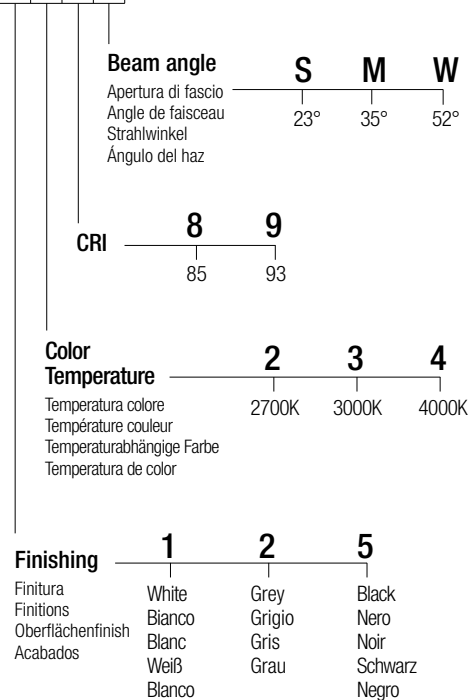 Beam angle
Apertura di fascio
Angle de faisceau
Strahlwinkel
Ángulo del haz
S M W
23° 35° 52°
CRI
8 9
85 93
Color
Temperature
Temperatura colore
Température couleur
Temperaturabhängige Farbe
Temperatura de color
2 3 4
2700K 3000K 4000K
Finishing
Finitura
Finitions
Oberflächenfinish
Acabados
1 2 5
White Grey Black
Bianco Grigio Nero
Blanc Gris Noir
Weiß Grau Schwarz
Blanco Negro